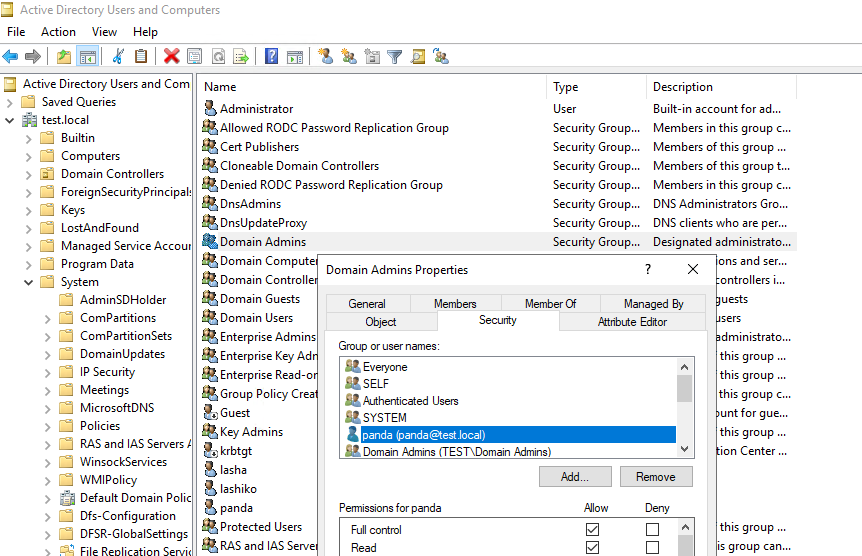 Active Directory Users and Computers
File Action View Help
Active Directory Users and Com
Saved Queries
test.local
Builtin
Computers
Domain Controllers
ForeignSecurityPrincipals
Keys
LostAndFound
Managed Service Accour
Program Data
System
AdminSDHolder
ComPartitions
ComPartitionSets
DomainUpdates
IP Security
Meetings
MicrosoftDNS
Policies
RAS and IAS Servers A
WinsockServices
WMIPolicy
Default Domain Polic
Dfs-Configuration
DFSR-GlobalSettings
File Replication Servic
Name Type Description
Administrator User Built-in account for ad...
Allowed RODC Password Replication Group Security Group... Members in this group c...
Cert Publishers Security Group... Members of this group ...
Cloneable Domain Controllers Security Group... Members of this group t...
Denied RODC Password Replication Group Security Group... Members in this group c...
DnsAdmins Security Group... DNS Administrators Gro...
DnsUpdateProxy Security Group... DNS clients who are per...
Domain Admins Security Group... Designated administrato...
Domain Computer ions and ser...
Domain Controller controllers i...
Domain Guests guests
Domain Users users
Enterprise Admins administrato...
Enterprise Key Adn this group ...
Enterprise Read-or this group ...
Group Policy Creat this group c...
Guest ount for gue...
Key Admins this group ...
krbtgt Center ...
lasha
lashiko
panda
Protected Users this group ...
RAS and IAS Servers this group can...
Domain Admins Properties
General Members Member Of Managed By
Object Security Attribute Editor
Group or user names:
Everyone
SELF
Authenticated Users
SYSTEM
panda (panda@test.local)
Domain Admins (TEST\Domain Admins)
Add... Remove
Permissions for panda Allow Deny
Full control
Read